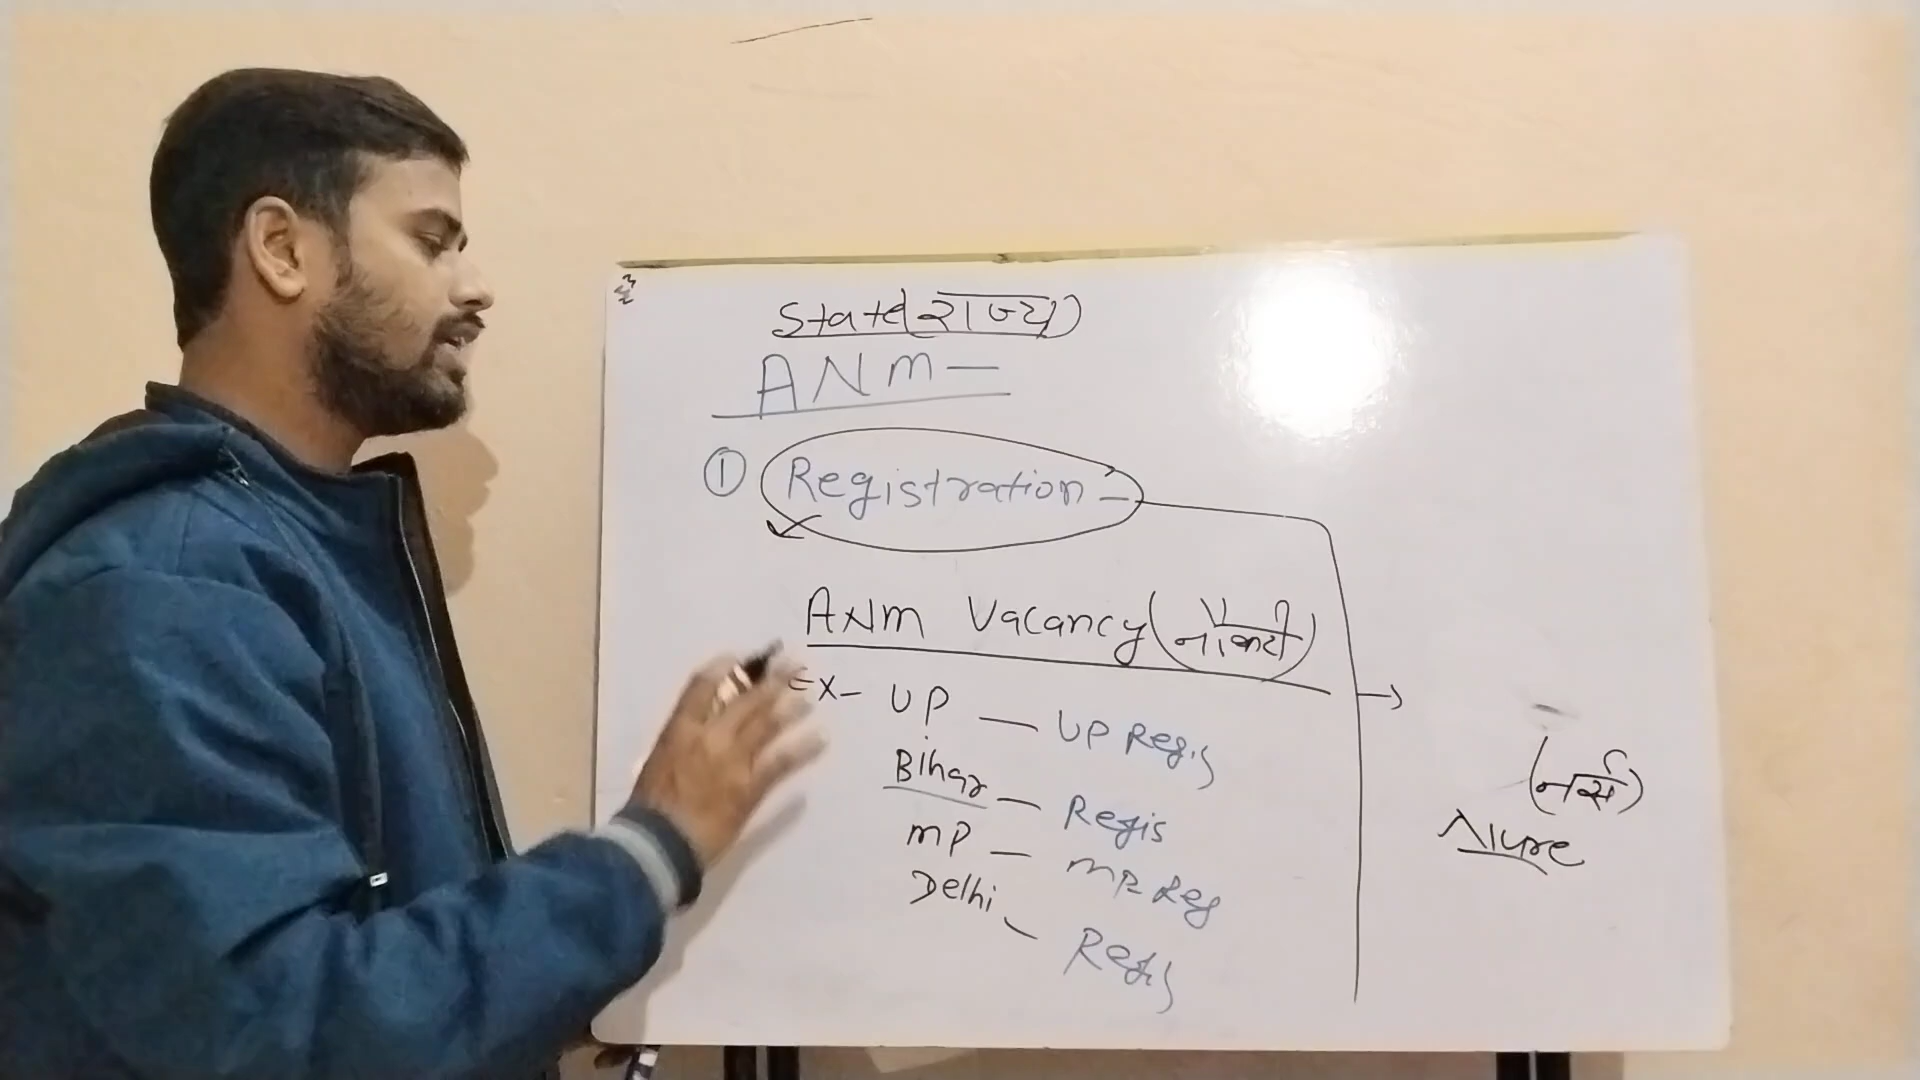 State (राज्य)
ANM —
① Registration —
ANM Vacancy (नौकरी)
Ex- UP — UP Regis
Bihar — Regis
MP — MP Reg
Delhi — Regis
(नर्स)